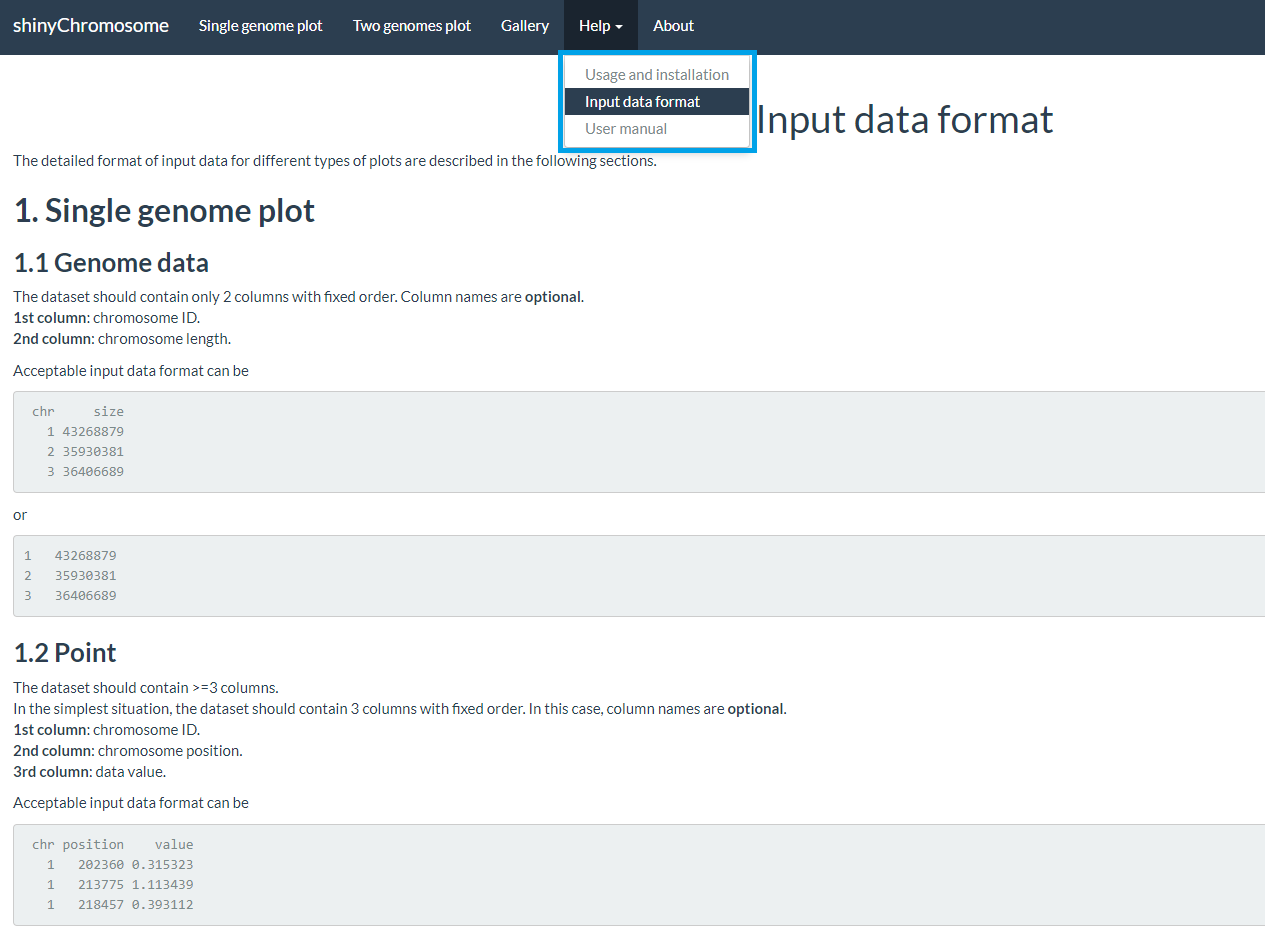 shinyChromosome Single genome plot Two genomes plot Gallery Help About
Usage and installation
Input data format
User manual
Input data format
The detailed format of input data for different types of plots are described in the following sections.
1. Single genome plot
1.1 Genome data
The dataset should contain only 2 columns with fixed order. Column names are optional.
1st column: chromosome ID.
2nd column: chromosome length.
Acceptable input data format can be
chr size
1 43268879
2 35930381
3 36406689
or
1 43268879
2 35930381
3 36406689
1.2 Point
The dataset should contain >=3 columns.
In the simplest situation, the dataset should contain 3 columns with fixed order. In this case, column names are optional.
1st column: chromosome ID.
2nd column: chromosome position.
3rd column: data value.
Acceptable input data format can be
chr position value
1 202360 0.315323
1 213775 1.113439
1 218457 0.393112